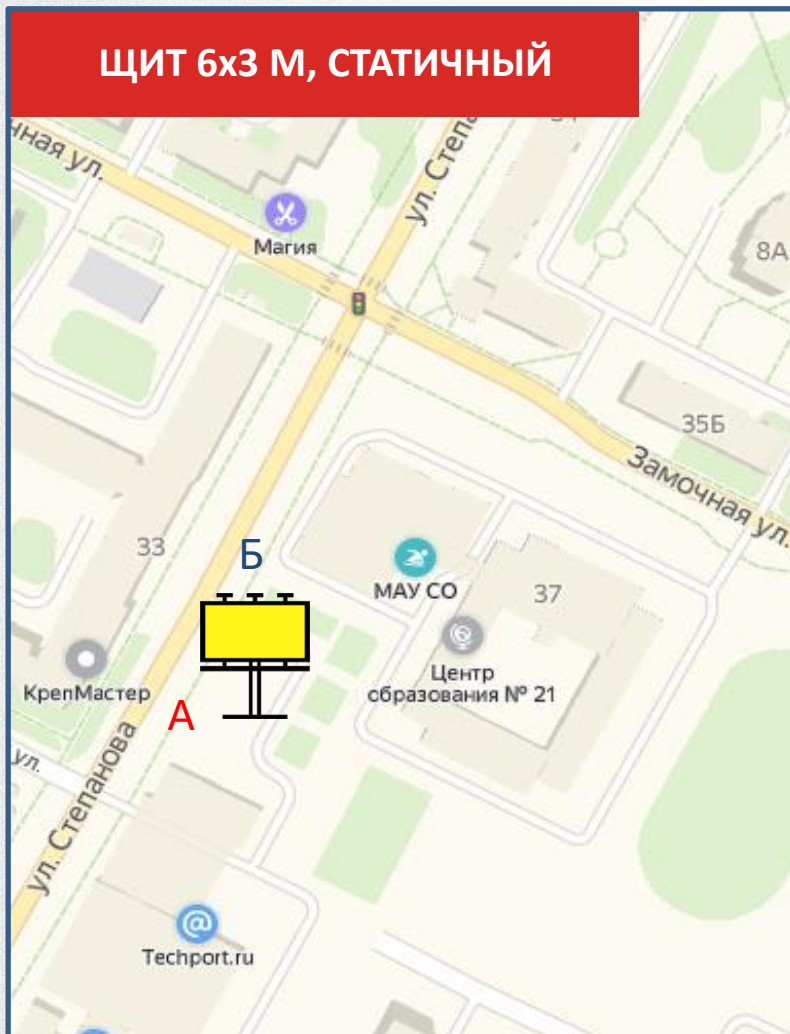 ЩИТ 6х3 М, СТАТИЧНЫЙ
нная ул.
ул. Степа
Магия
8А
35Б
Замочная ул.
33
Б
МАУ СО
37
Центр
образования № 21
КрепМастер
А
ул.
ул. Степанова
@
Techport.ru